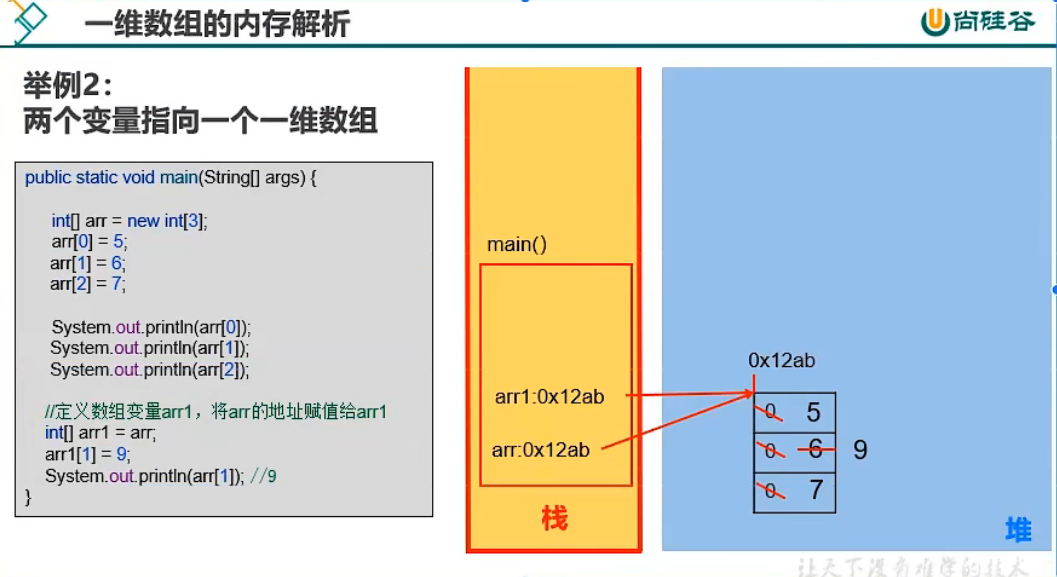 一维数组的内存解析
尚硅谷
举例2：
两个变量指向一个一维数组
public static void main(String[] args) {
int[] arr = new int[3];
arr[0] = 5;
arr[1] = 6;
arr[2] = 7;
System.out.println(arr[0]);
System.out.println(arr[1]);
System.out.println(arr[2]);
//定义数组变量arr1，将arr的地址赋值给arr1
int[] arr1 = arr;
arr1[1] = 9;
System.out.println(arr[1]); //9
}
main()
arr1:0x12ab
arr:0x12ab
栈
0x12ab
0 5
0 6 9
0 7
堆
让天下没有难学的技术